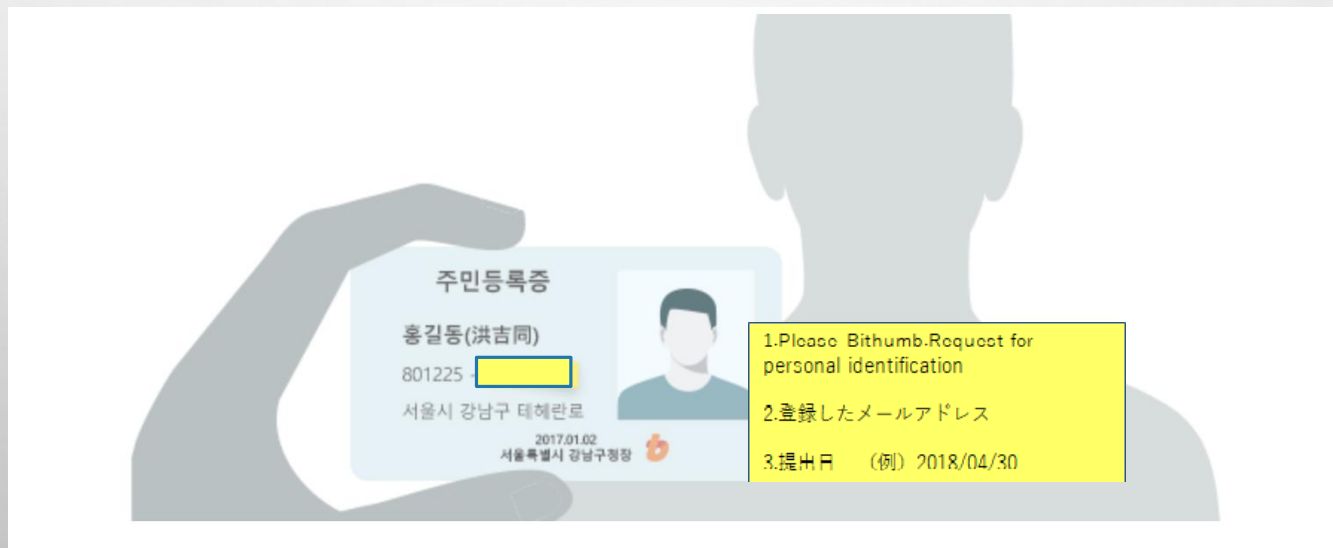 주민등록증
홍길동(洪吉同)
801225 -
서울시 강남구 테헤란로
2017.01.02
서울특별시 강남구청장
1.Please Bithumb.Request for
personal identification
2.登録したメールアドレス
3.提出日 （例）2018/04/30